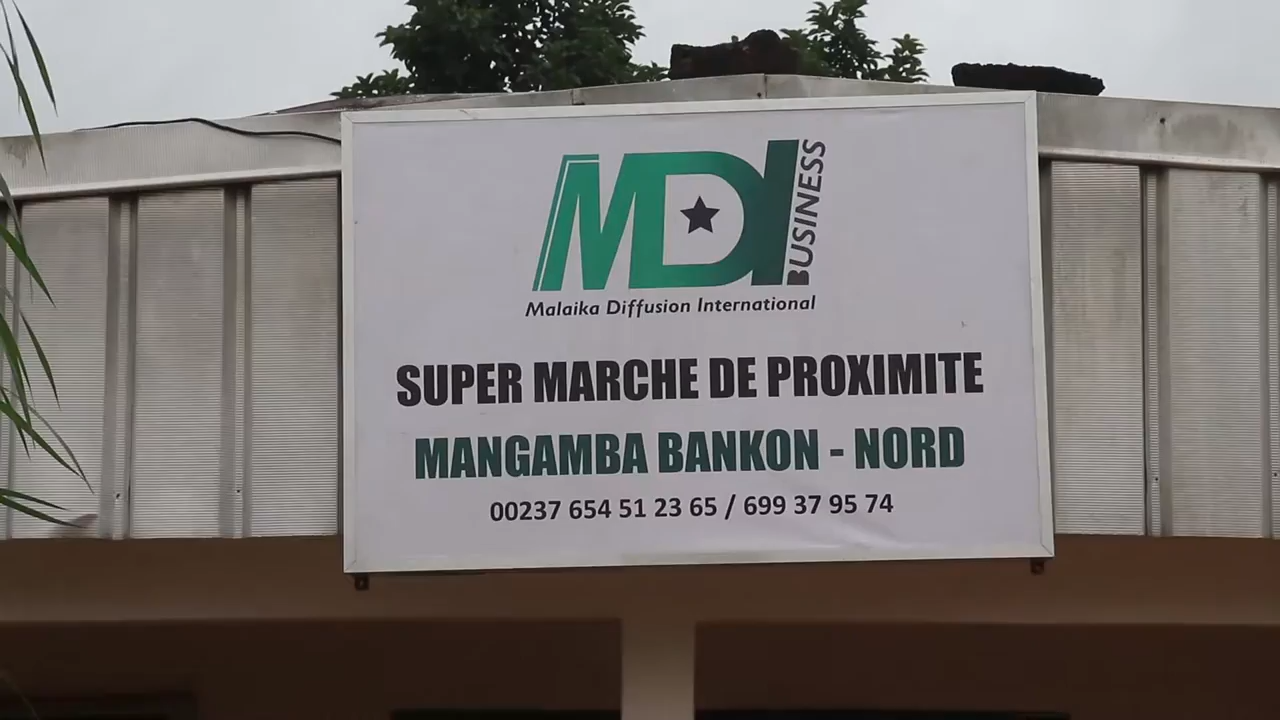 MDI BUSINESS
Malaika Diffusion International
SUPER MARCHE DE PROXIMITE
MANGAMBA BANKON - NORD
00237 654 51 23 65 / 699 37 95 74